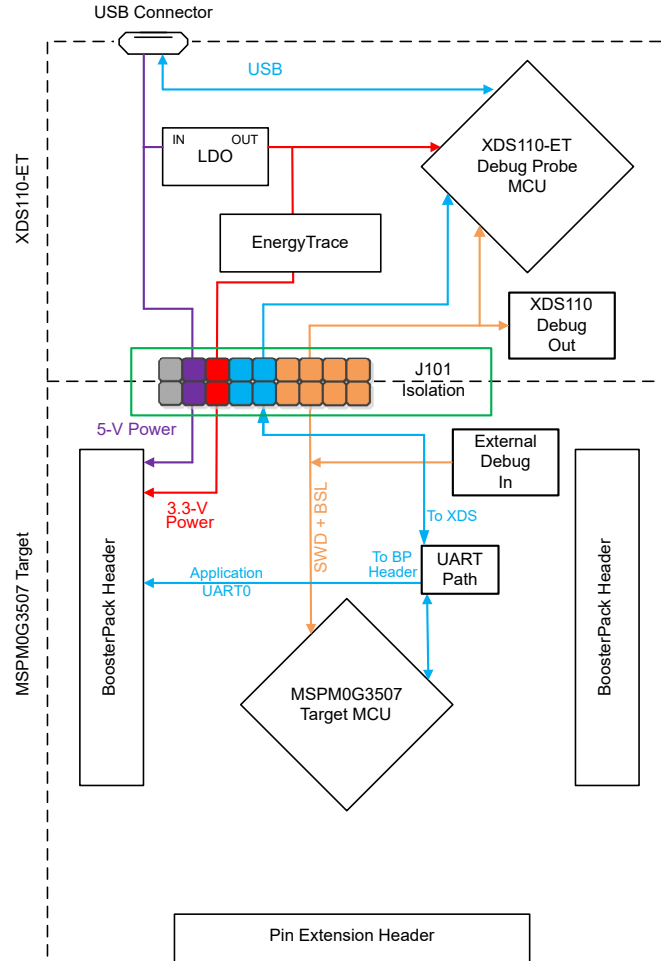 USB Connector
USB
IN
OUT
LDO
XDS110-ET
Debug Probe
MCU
XDS110-ET
EnergyTrace
XDS110
Debug
Out
J101
Isolation
5-V Power
External
Debug
In
3.3-V
Power
SWD + BSL
To XDS
To BP
Header
UART
Path
Application
UART0
BoosterPack Header
BoosterPack Header
MSPM0G3507 Target
MSPM0G3507
Target MCU
Pin Extension Header